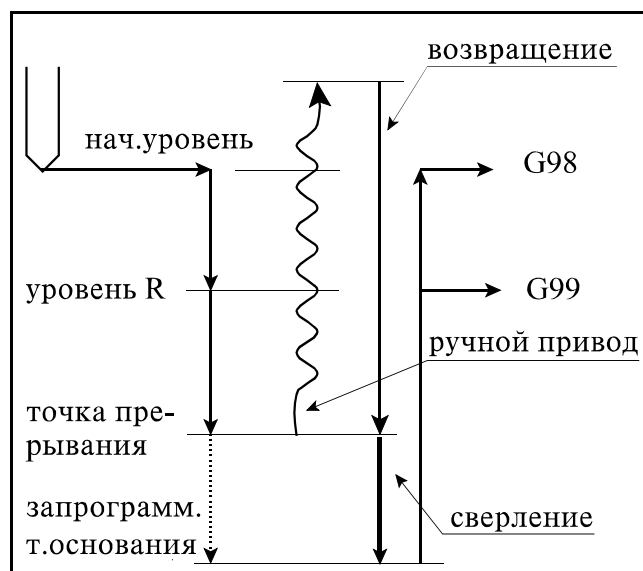 возвращение
нач.уровень
G98
уровень R
G99
ручной привод
точка пре-
рывания
запрограмм.
сверление
т.основания